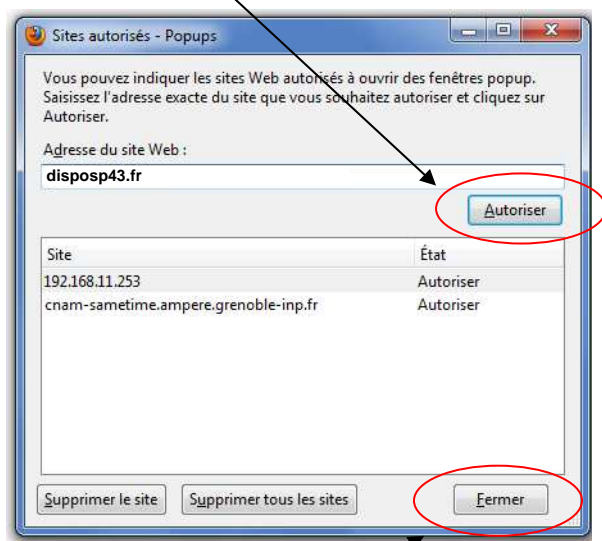 Sites autorisés - Popups
Vous pouvez indiquer les sites Web autorisés à ouvrir des fenêtres popup.
Saisissez l'adresse exacte du site que vous souhaitez autoriser et cliquez sur
Autoriser.
Adresse du site Web :
disposp43.fr
Autoriser
Site État
192.168.11.253 Autoriser
cnam-sametime.ampere.grenoble-inp.fr Autoriser
Supprimer le site Supprimer tous les sites Fermer